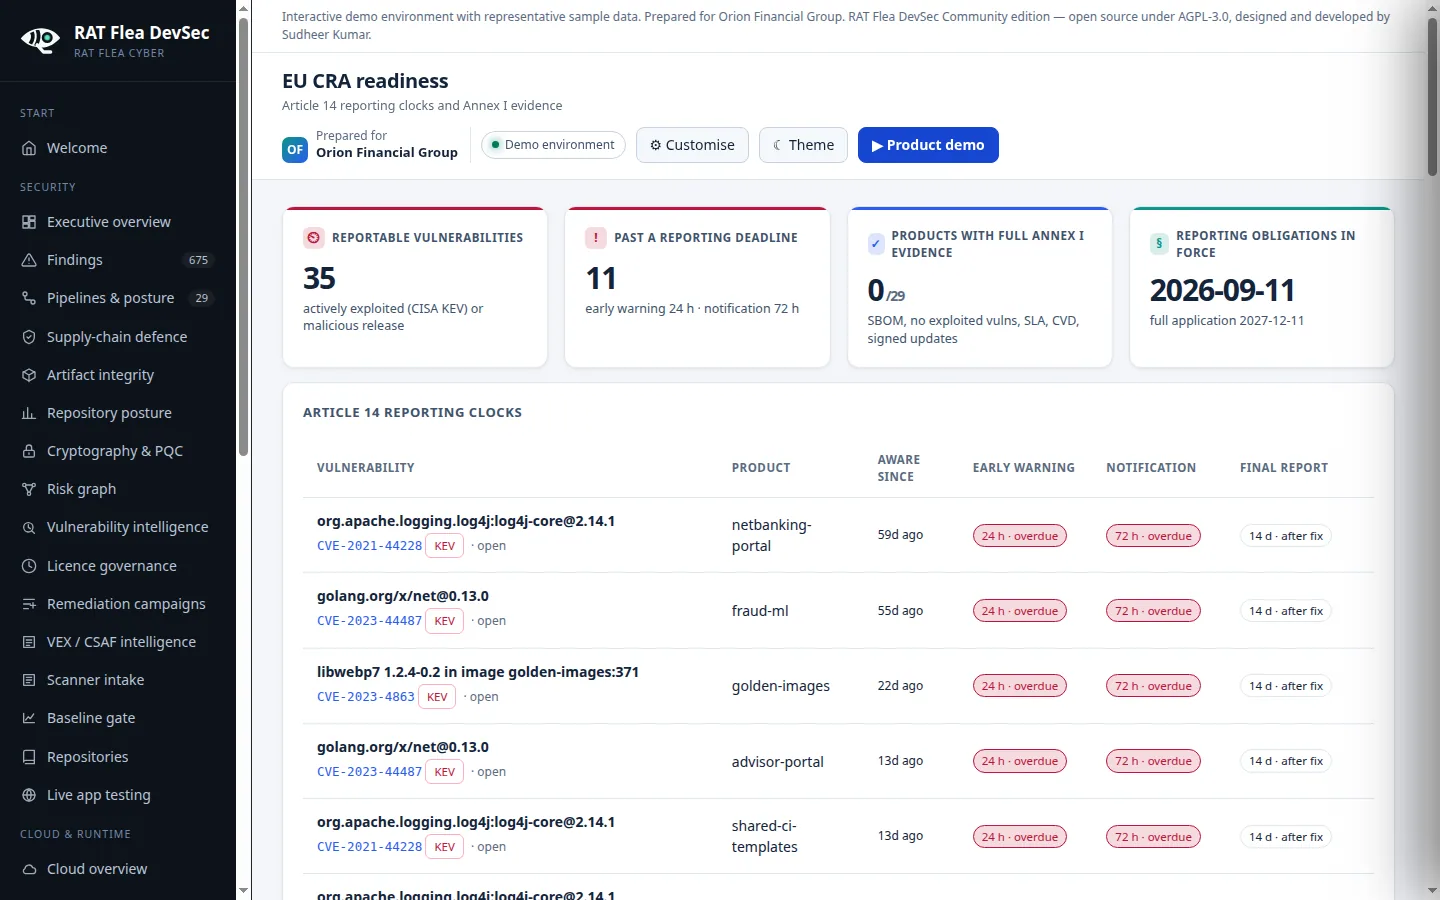 RAT Flea DevSec
RAT FLEA CYBER
START
Welcome
SECURITY
Executive overview
Findings 675
Pipelines & posture 29
Supply-chain defence
Artifact integrity
Repository posture
Cryptography & PQC
Risk graph
Vulnerability intelligence
Licence governance
Remediation campaigns
VEX / CSAF intelligence
Scanner intake
Baseline gate
Repositories
Live app testing
CLOUD & RUNTIME
Cloud overview
Interactive demo environment with representative sample data. Prepared for Orion Financial Group. RAT Flea DevSec Community edition — open source under AGPL-3.0, designed and developed by
Sudheer Kumar.
EU CRA readiness
Article 14 reporting clocks and Annex I evidence
OF
Prepared for
Orion Financial Group
Demo environment
⚙ Customise
☾ Theme
▶ Product demo
REPORTABLE VULNERABILITIES
35
actively exploited (CISA KEV) or
malicious release
! PAST A REPORTING DEADLINE
11
early warning 24 h · notification 72 h
✓ PRODUCTS WITH FULL ANNEX I
EVIDENCE
0/29
SBOM, no exploited vulns, SLA, CVD,
signed updates
§ REPORTING OBLIGATIONS IN
FORCE
2026-09-11
full application 2027-12-11
ARTICLE 14 REPORTING CLOCKS
VULNERABILITY PRODUCT AWARE SINCE EARLY WARNING NOTIFICATION FINAL REPORT
org.apache.logging.log4j:log4j-core@2.14.1
CVE-2021-44228 KEV · open
netbanking-
portal
59d ago 24 h · overdue 72 h · overdue 14 d · after fix
golang.org/x/net@0.13.0
CVE-2023-44487 KEV · open
fraud-ml 55d ago 24 h · overdue 72 h · overdue 14 d · after fix
libwebp7 1.2.4-0.2 in image golden-images:371
CVE-2023-4863 KEV · open
golden-images 22d ago 24 h · overdue 72 h · overdue 14 d · after fix
golang.org/x/net@0.13.0
CVE-2023-44487 KEV · open
advisor-portal 13d ago 24 h · overdue 72 h · overdue 14 d · after fix
org.apache.logging.log4j:log4j-core@2.14.1
CVE-2021-44228 KEV · open
shared-ci-
templates
13d ago 24 h · overdue 72 h · overdue 14 d · after fix
org.apache.logging.log4j:log4j-core@2.14.1